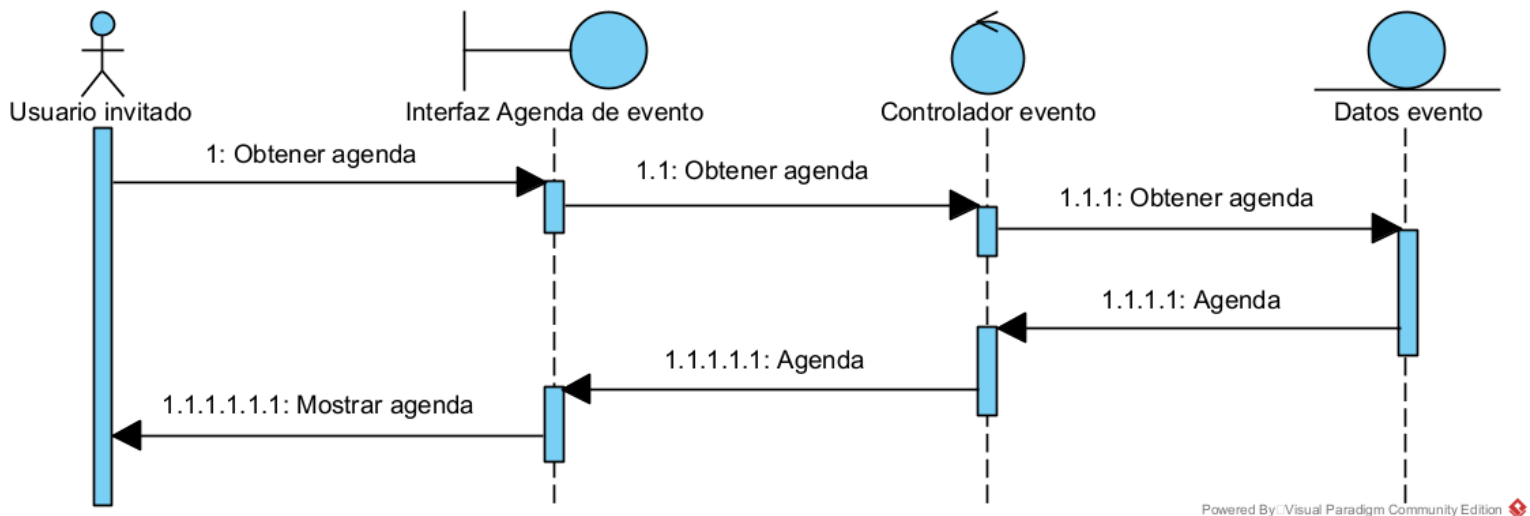 Usuario invitado
Interfaz Agenda de evento
Controlador evento
Datos evento
1: Obtener agenda
1.1: Obtener agenda
1.1.1: Obtener agenda
1.1.1.1: Agenda
1.1.1.1.1: Agenda
1.1.1.1.1.1: Mostrar agenda
Powered By Visual Paradigm Community Edition